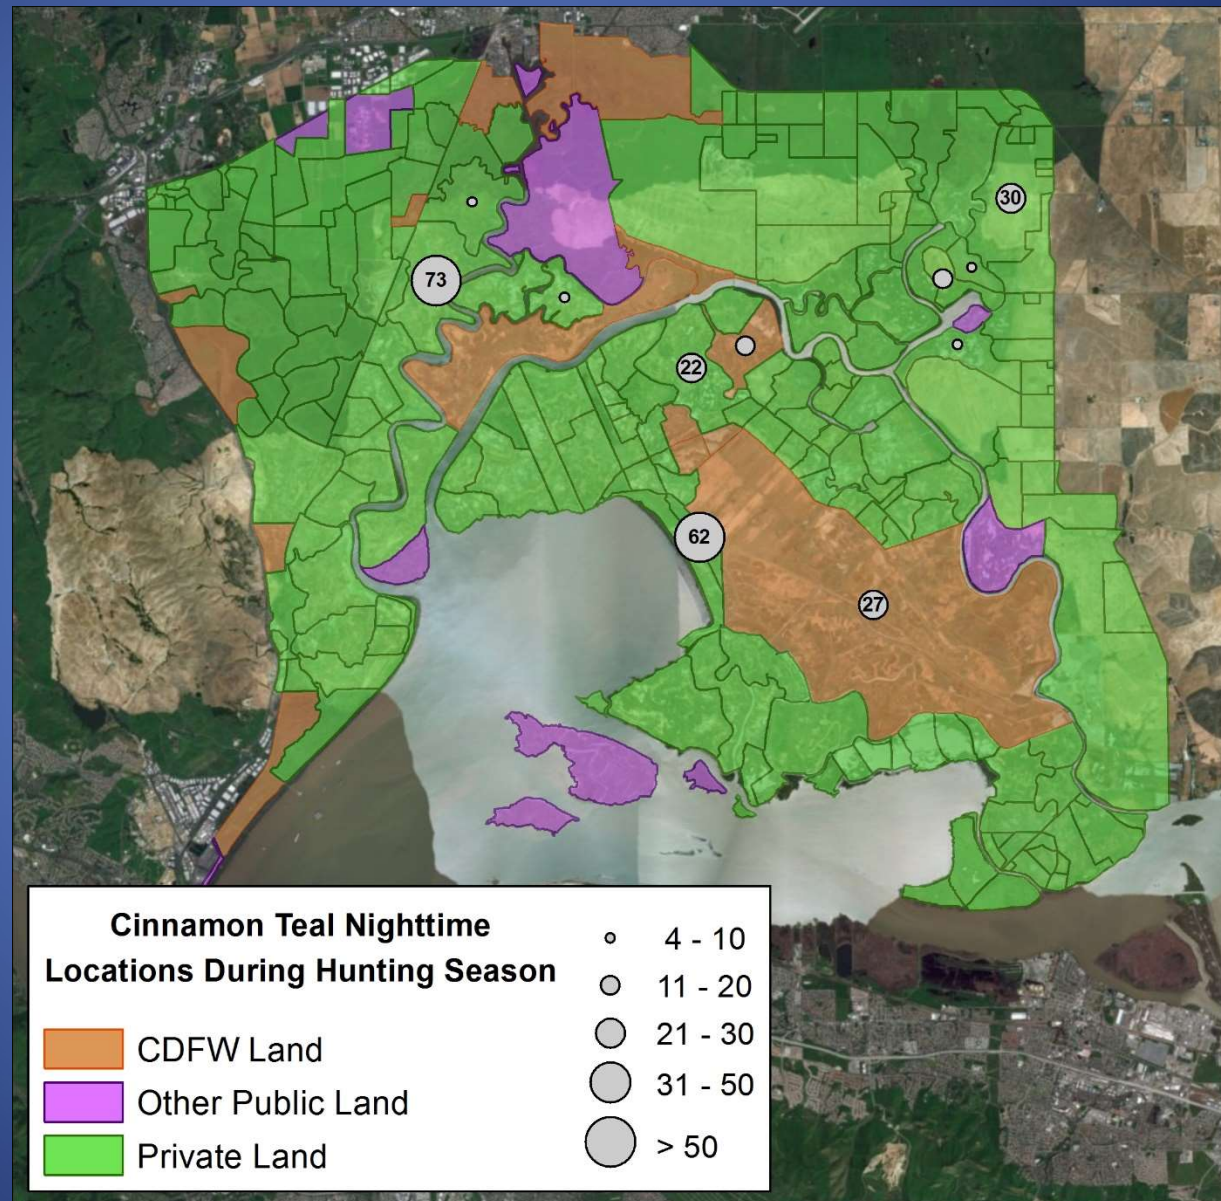 30
73
22
62
27
Cinnamon Teal Nighttime
Locations During Hunting Season
CDFW Land
Other Public Land
Private Land
4 - 10
11 - 20
21 - 30
31 - 50
> 50